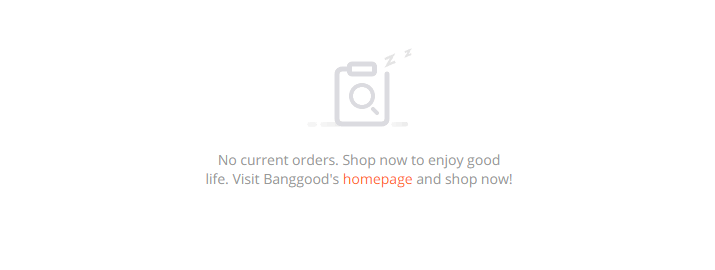 No current orders. Shop now to enjoy good
life. Visit Banggood's homepage and shop now!